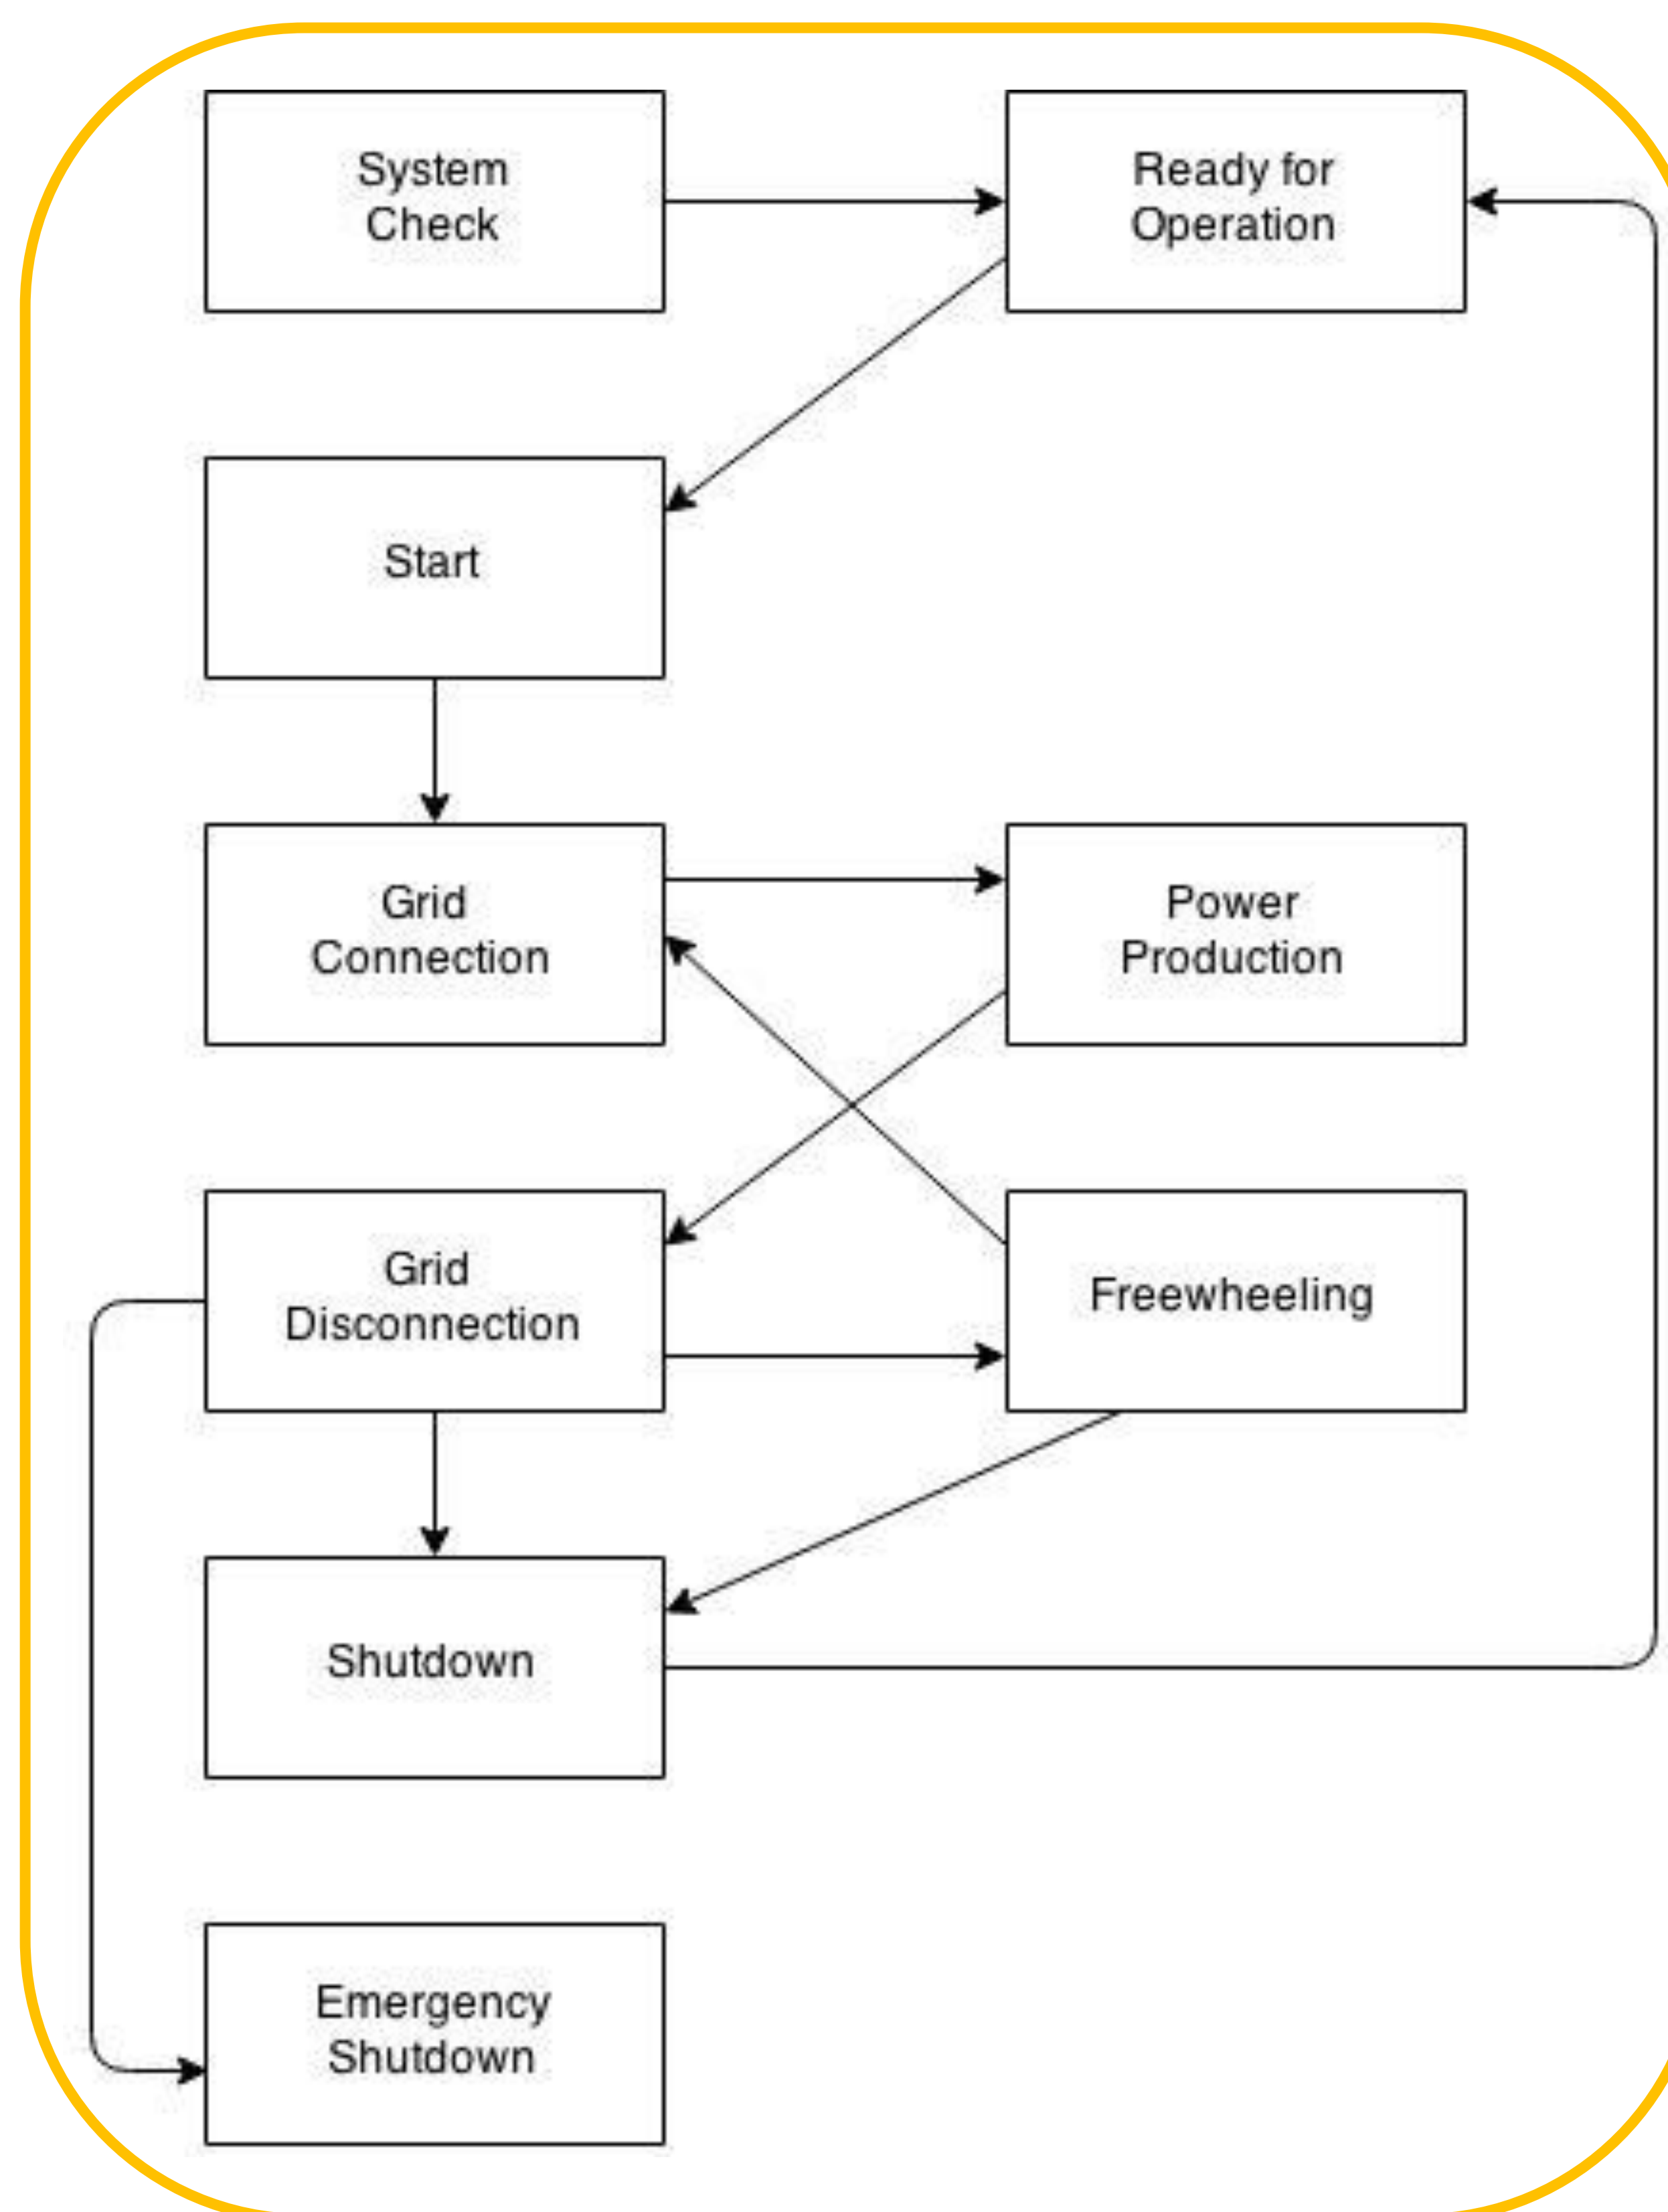 System
Check
Ready for
Operation
Start
Grid
Connection
Power
Production
Grid
Disconnection
Freewheeling
Shutdown
Emergency
Shutdown